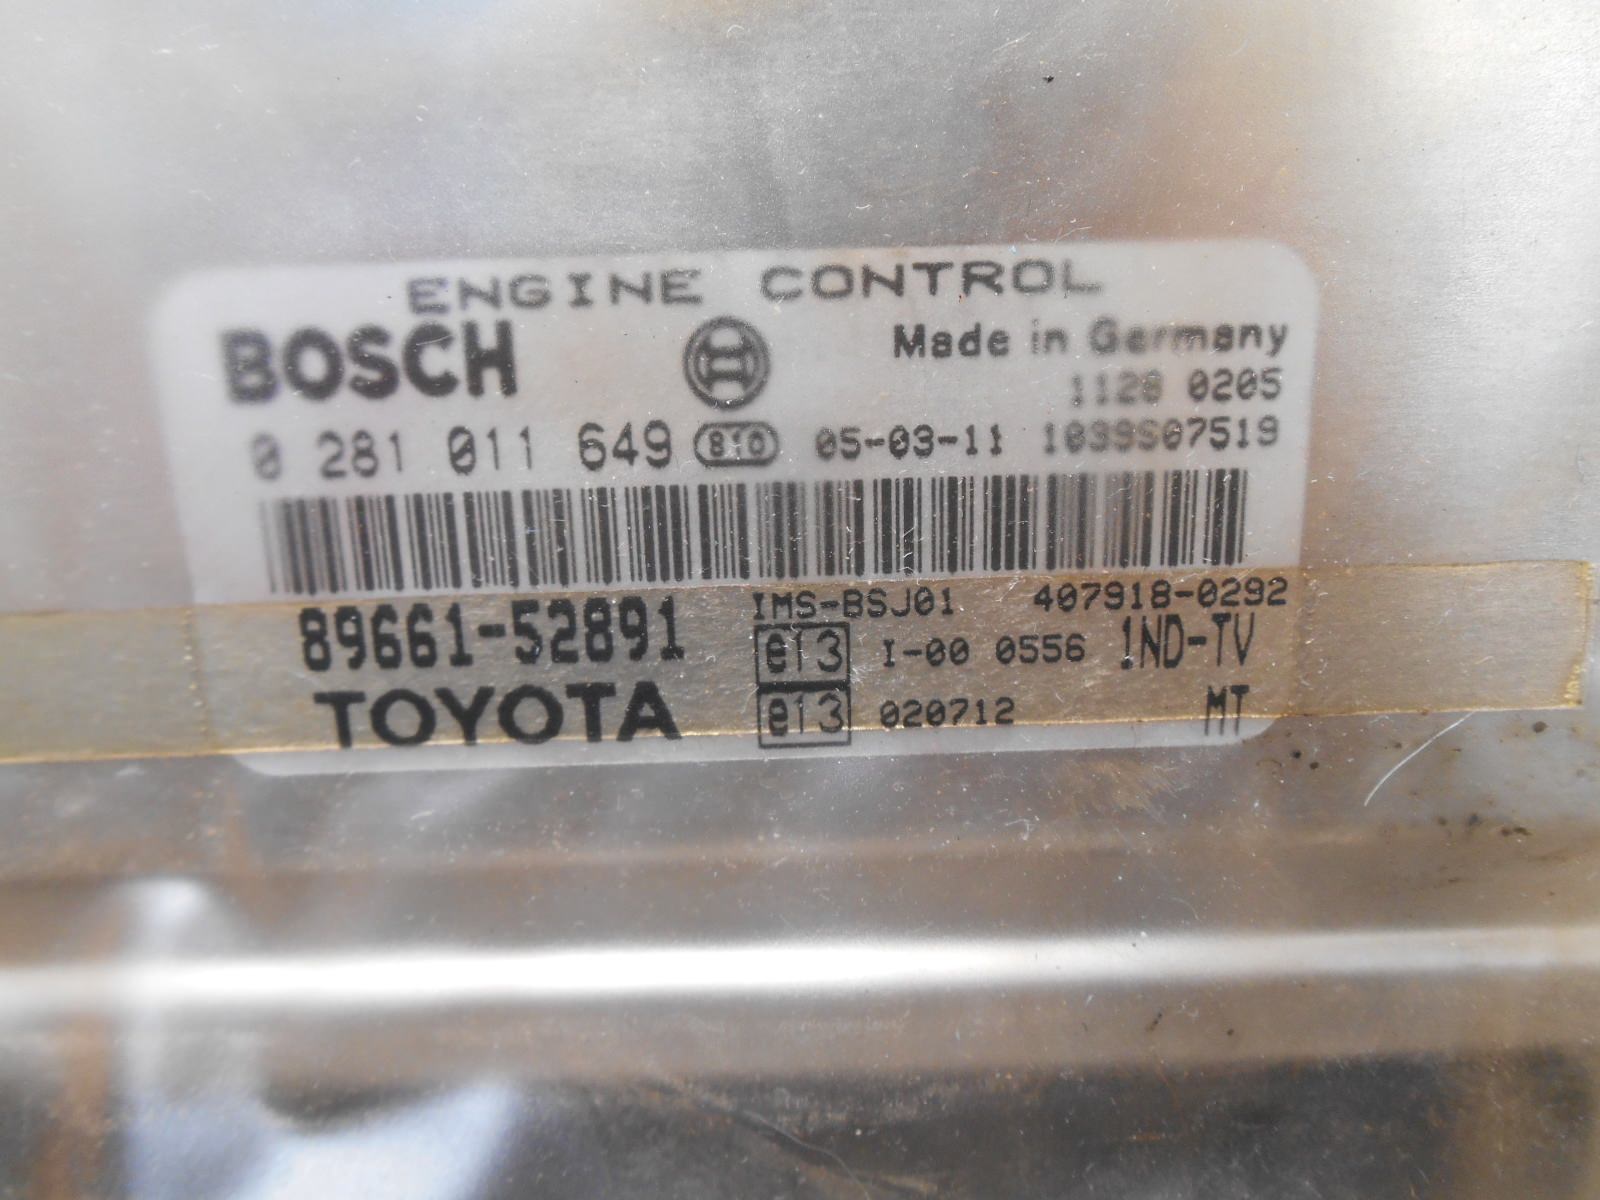 ENGINE CONTROL
BOSCH Made in Germany
1128 0205
0 281 011 649 810 05-03-11 1039S07519
89661-52891 IMS-BSJ01 407918-0292
e13 I-00 0556 1ND-TV
TOYOTA e13 020712 MT